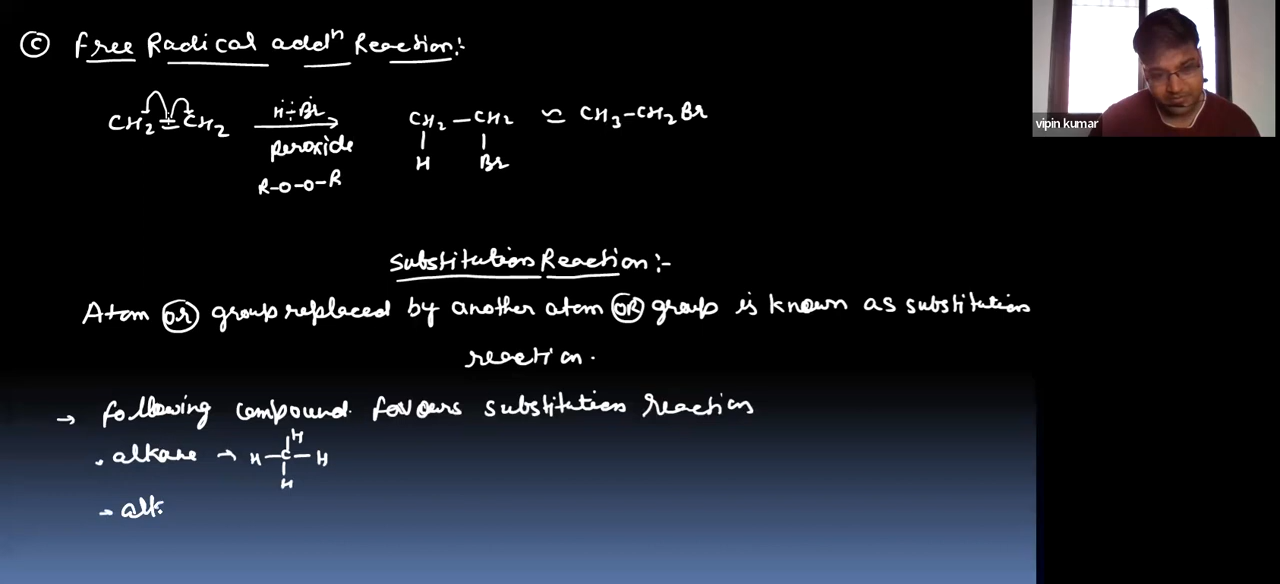 Ⓒ Free Radical addⁿ Reaction:-
CH₂=CH₂ H÷Br CH₂-CH₂ ≃ CH₃-CH₂Br
Peroxide H Br
R-O-O-R
vipin kumar
Substitution Reaction:-
Atom OR group replaced by another atom OR group is known as substitution
reaction.
→ following compound favours substitution reaction
. alkane → H-C-H
H
H
- alk